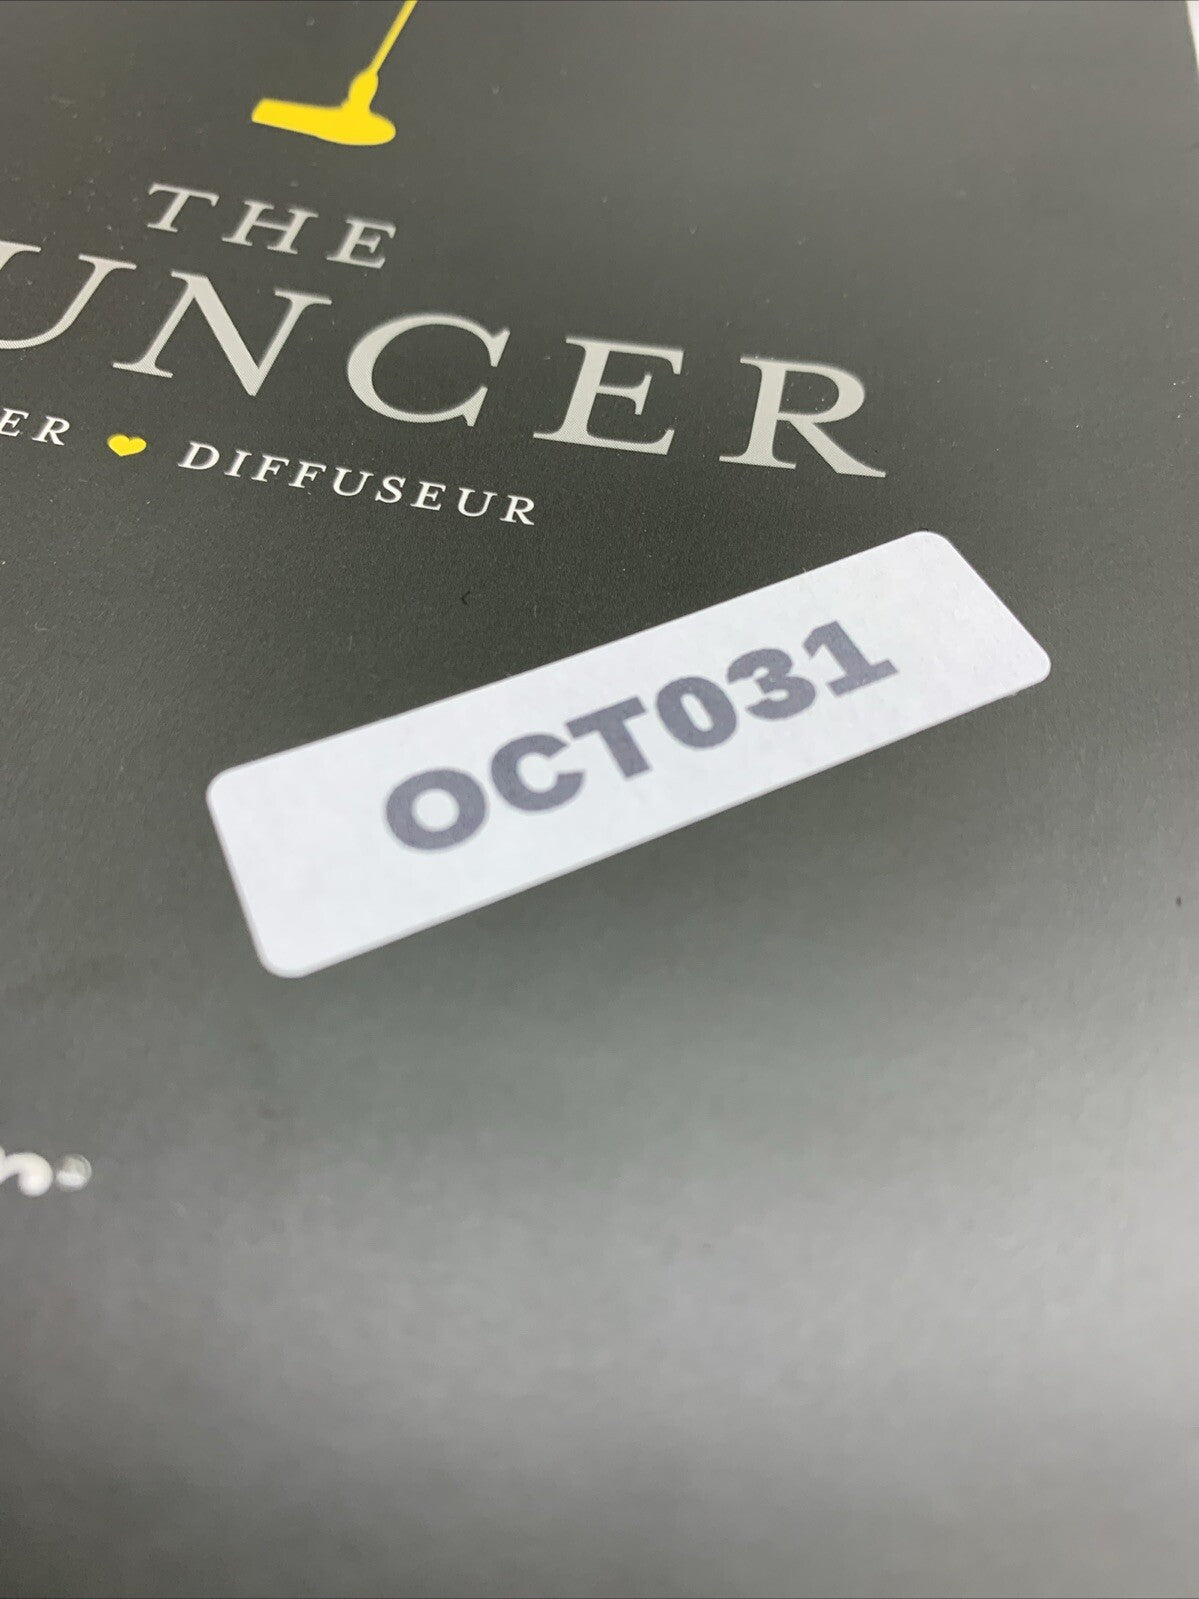 THE
UNCER
ER ♥ DIFFUSEUR
OCT031